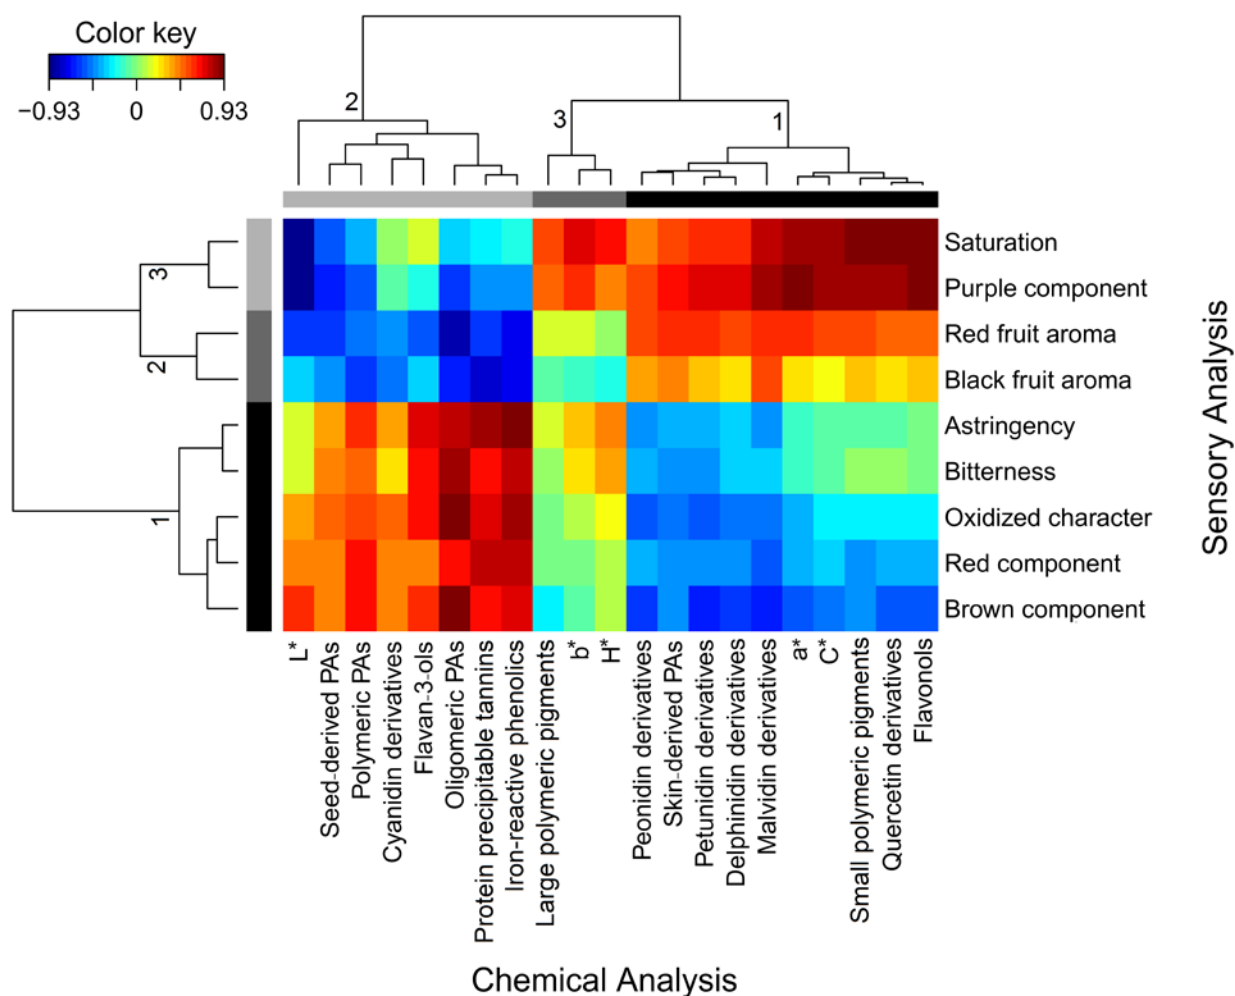 Color key
−0.93 0 0.93
2
3
1
3
2
1
Saturation
Purple component
Red fruit aroma
Black fruit aroma
Astringency
Bitterness
Oxidized character
Red component
Brown component
Sensory Analysis
L*
Seed-derived PAs
Polymeric PAs
Cyanidin derivatives
Flavan−3−ols
Oligomeric PAs
Protein precipitable tannins
Iron-reactive phenolics
Large polymeric pigments
b*
H*
Peonidin derivatives
Skin-derived PAs
Petunidin derivatives
Delphinidin derivatives
Malvidin derivatives
a*
C*
Small polymeric pigments
Quercetin derivatives
Flavonols
Chemical Analysis